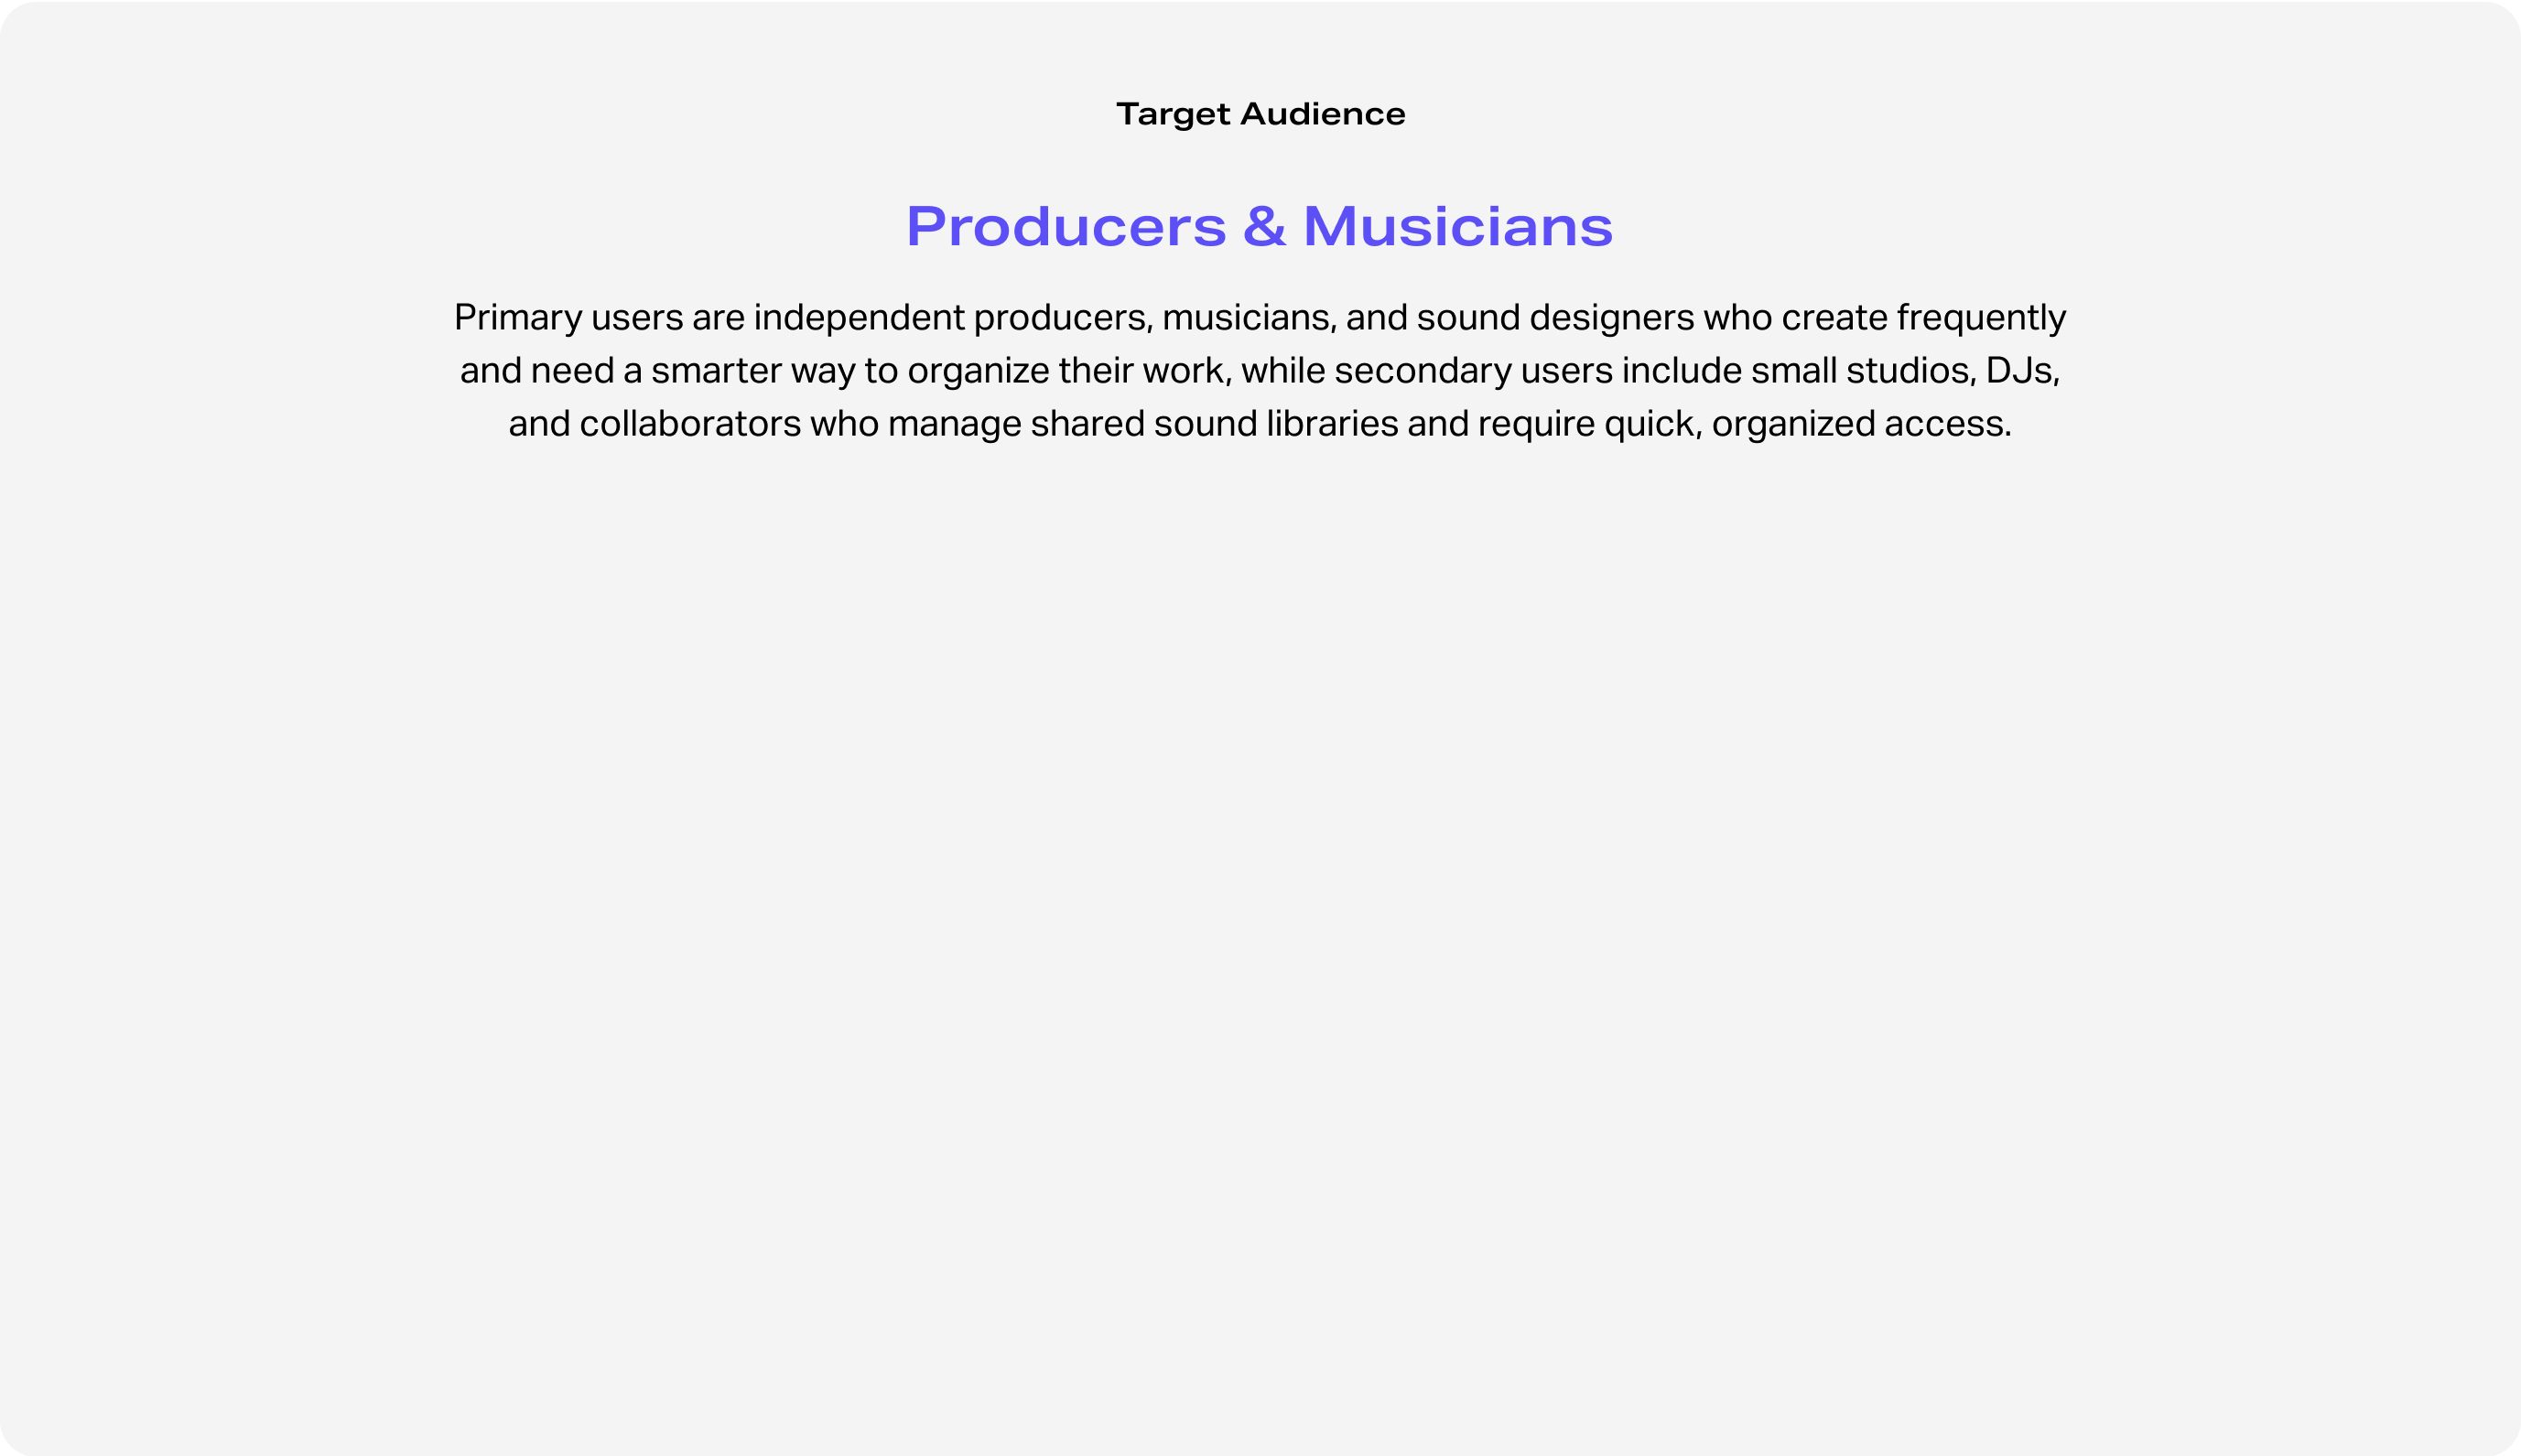 Target Audience
Producers & Musicians
Primary users are independent producers, musicians, and sound designers who create frequently
and need a smarter way to organize their work, while secondary users include small studios, DJs,
and collaborators who manage shared sound libraries and require quick, organized access.